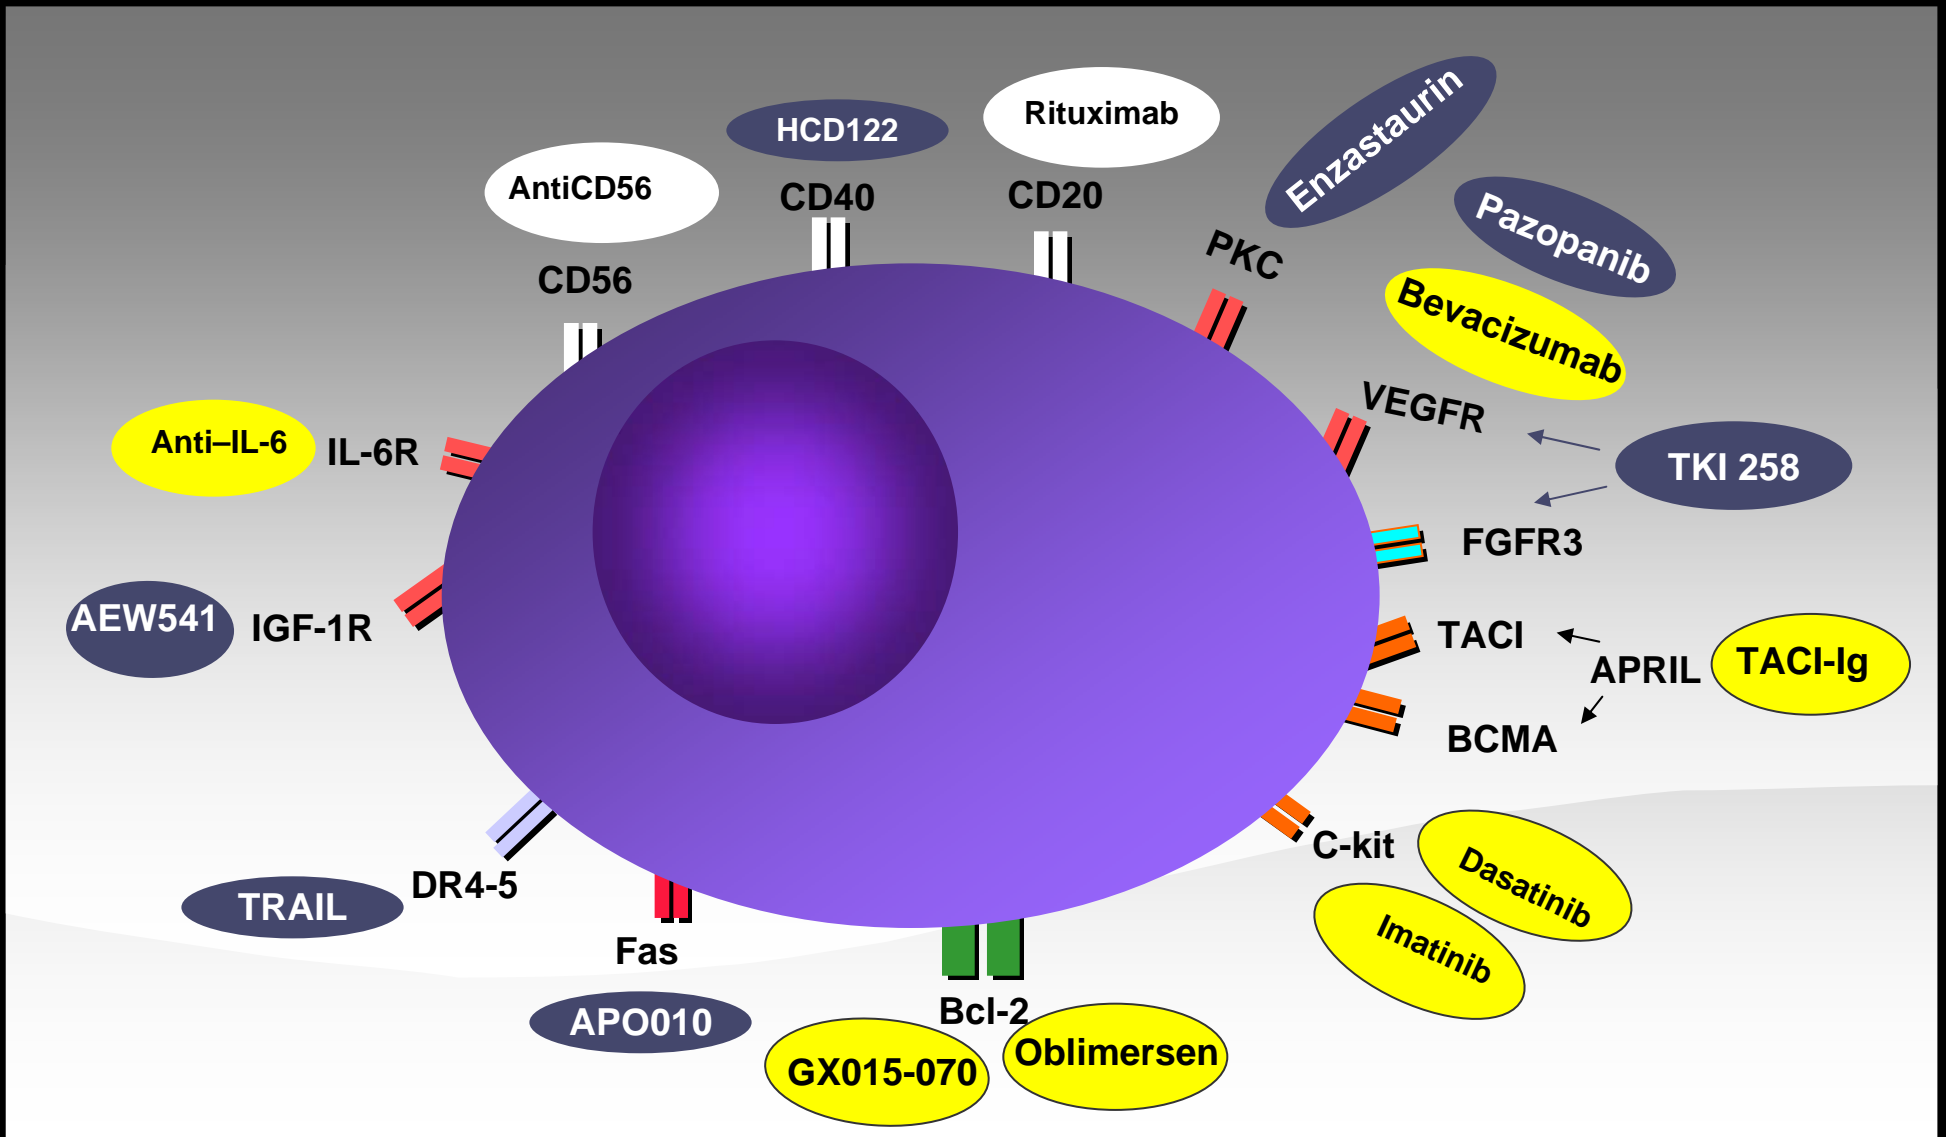 Enzastaurin
Rituximab
HCD122
AntiCD56
CD40
CD20
Pazopanib
PKC
CD56
Bevacizumab
VEGFR
Anti–IL-6
IL-6R
TKI 258
FGFR3
AEW541
IGF-1R
TACI
APRIL
TACI-Ig
BCMA
C-kit
Dasatinib
DR4-5
TRAIL
Imatinib
Fas
Bcl-2
APO010
Oblimersen
GX015-070